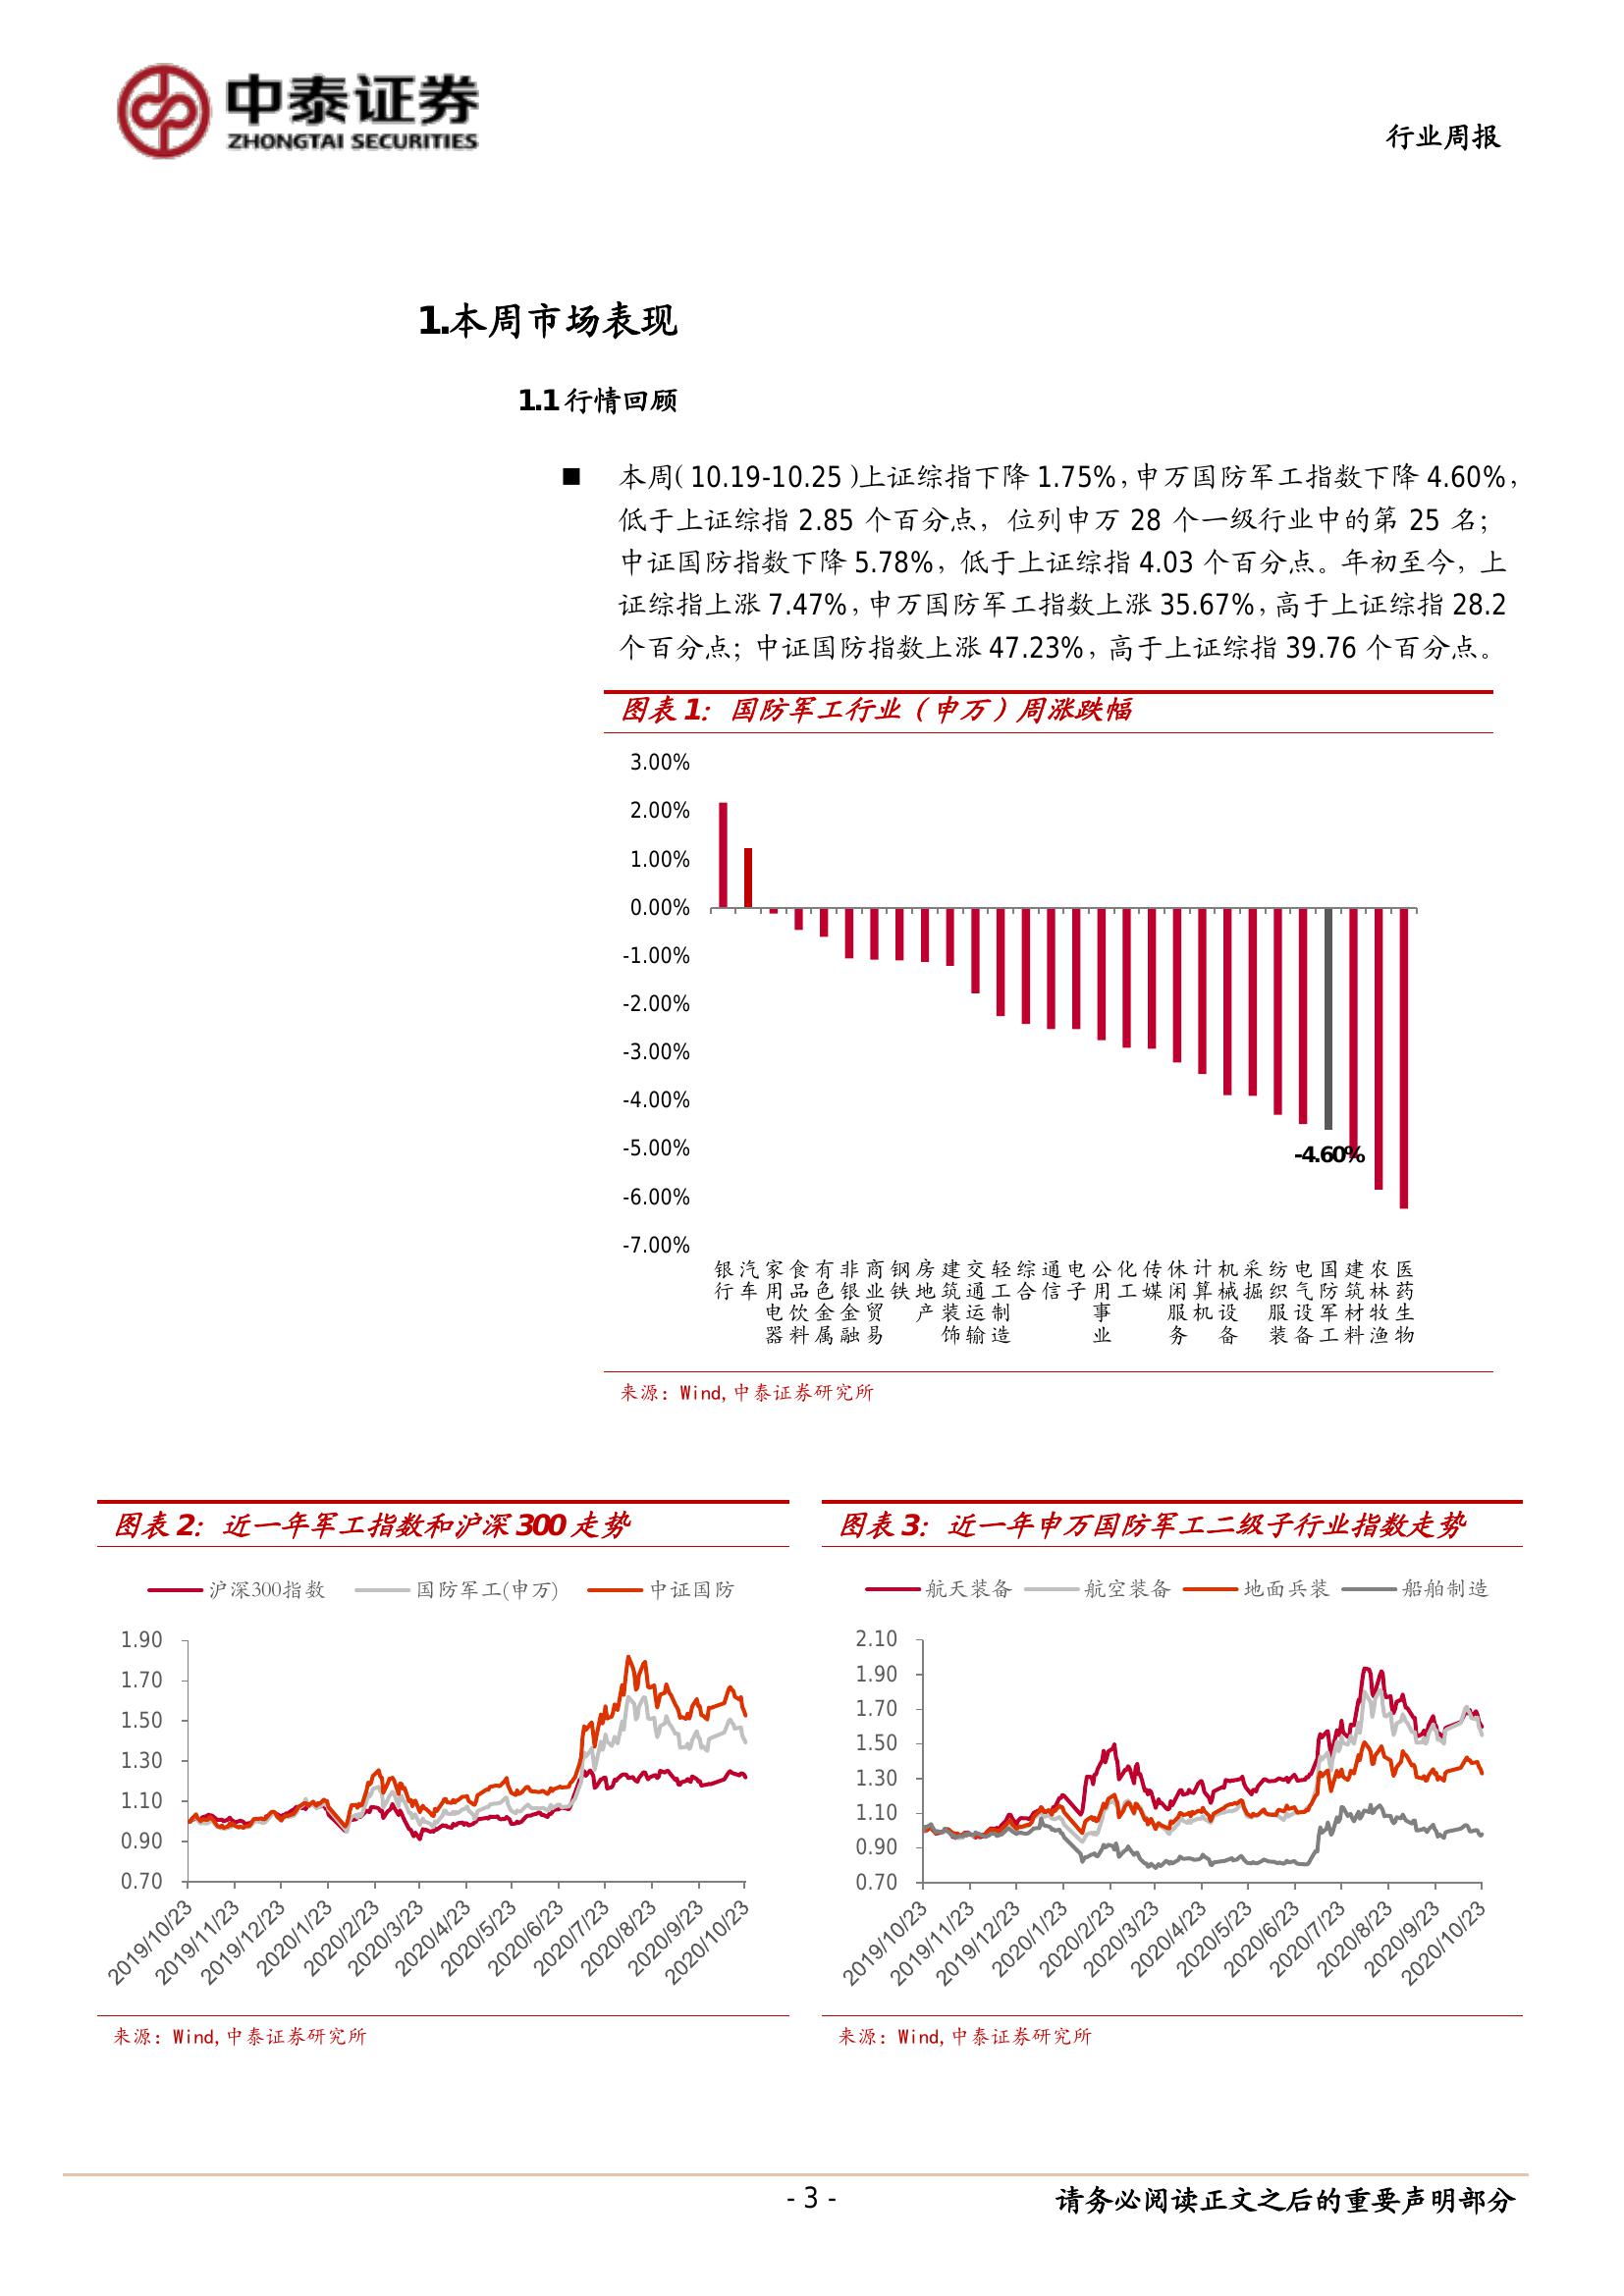 中泰证券
ZHONGTAI SECURITIES
行业周报
1.本周市场表现
1.1 行情回顾
■ 本周(10.19-10.25)上证综指下降 1.75%,申万国防军工指数下降 4.60%,
低于上证综指 2.85 个百分点，位列申万 28 个一级行业中的第 25 名；
中证国防指数下降 5.78%，低于上证综指 4.03 个百分点。年初至今，上
证综指上涨 7.47%，申万国防军工指数上涨 35.67%，高于上证综指 28.2
个百分点；中证国防指数上涨 47.23%，高于上证综指 39.76 个百分点。
图表 1：国防军工行业（申万）周涨跌幅
3.00%
2.00%
1.00%
0.00%
-1.00%
-2.00%
-3.00%
-4.00%
-5.00%
-6.00%
-7.00%
-4.60%
银行
汽车
家用电器
食品饮料
有色金属
非银金融
商业贸易
钢铁
房地产
建筑装饰
交通运输
轻工制造
综合
通信
电子
公用事业
化工
传媒
休闲服务
计算机
机械设备
采掘
纺织服装
电气设备
国防军工
建筑材料
农林牧渔
医药生物
来源：Wind,中泰证券研究所
图表 2：近一年军工指数和沪深 300 走势
沪深300指数 国防军工(申万) 中证国防
1.90
1.70
1.50
1.30
1.10
0.90
0.70
2019/10/23
2019/11/23
2019/12/23
2020/1/23
2020/2/23
2020/3/23
2020/4/23
2020/5/23
2020/6/23
2020/7/23
2020/8/23
2020/9/23
2020/10/23
来源：Wind,中泰证券研究所
图表 3：近一年申万国防军工二级子行业指数走势
航天装备 航空装备 地面兵装 船舶制造
2.10
1.90
1.70
1.50
1.30
1.10
0.90
0.70
2019/10/23
2019/11/23
2019/12/23
2020/1/23
2020/2/23
2020/3/23
2020/4/23
2020/5/23
2020/6/23
2020/7/23
2020/8/23
2020/9/23
2020/10/23
来源：Wind,中泰证券研究所
- 3 -
请务必阅读正文之后的重要声明部分